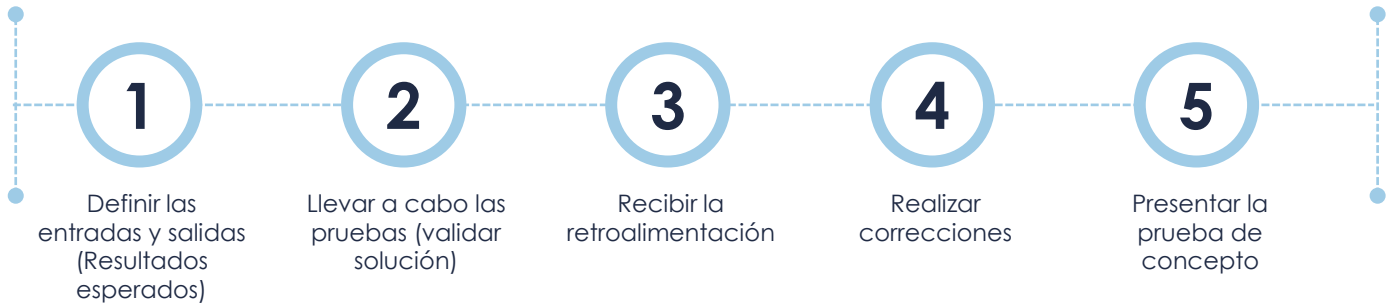 1
Definir las
entradas y salidas
(Resultados
esperados)
2
Llevar a cabo las
pruebas (validar
solución)
3
Recibir la
retroalimentación
4
Realizar
correcciones
5
Presentar la
prueba de
concepto